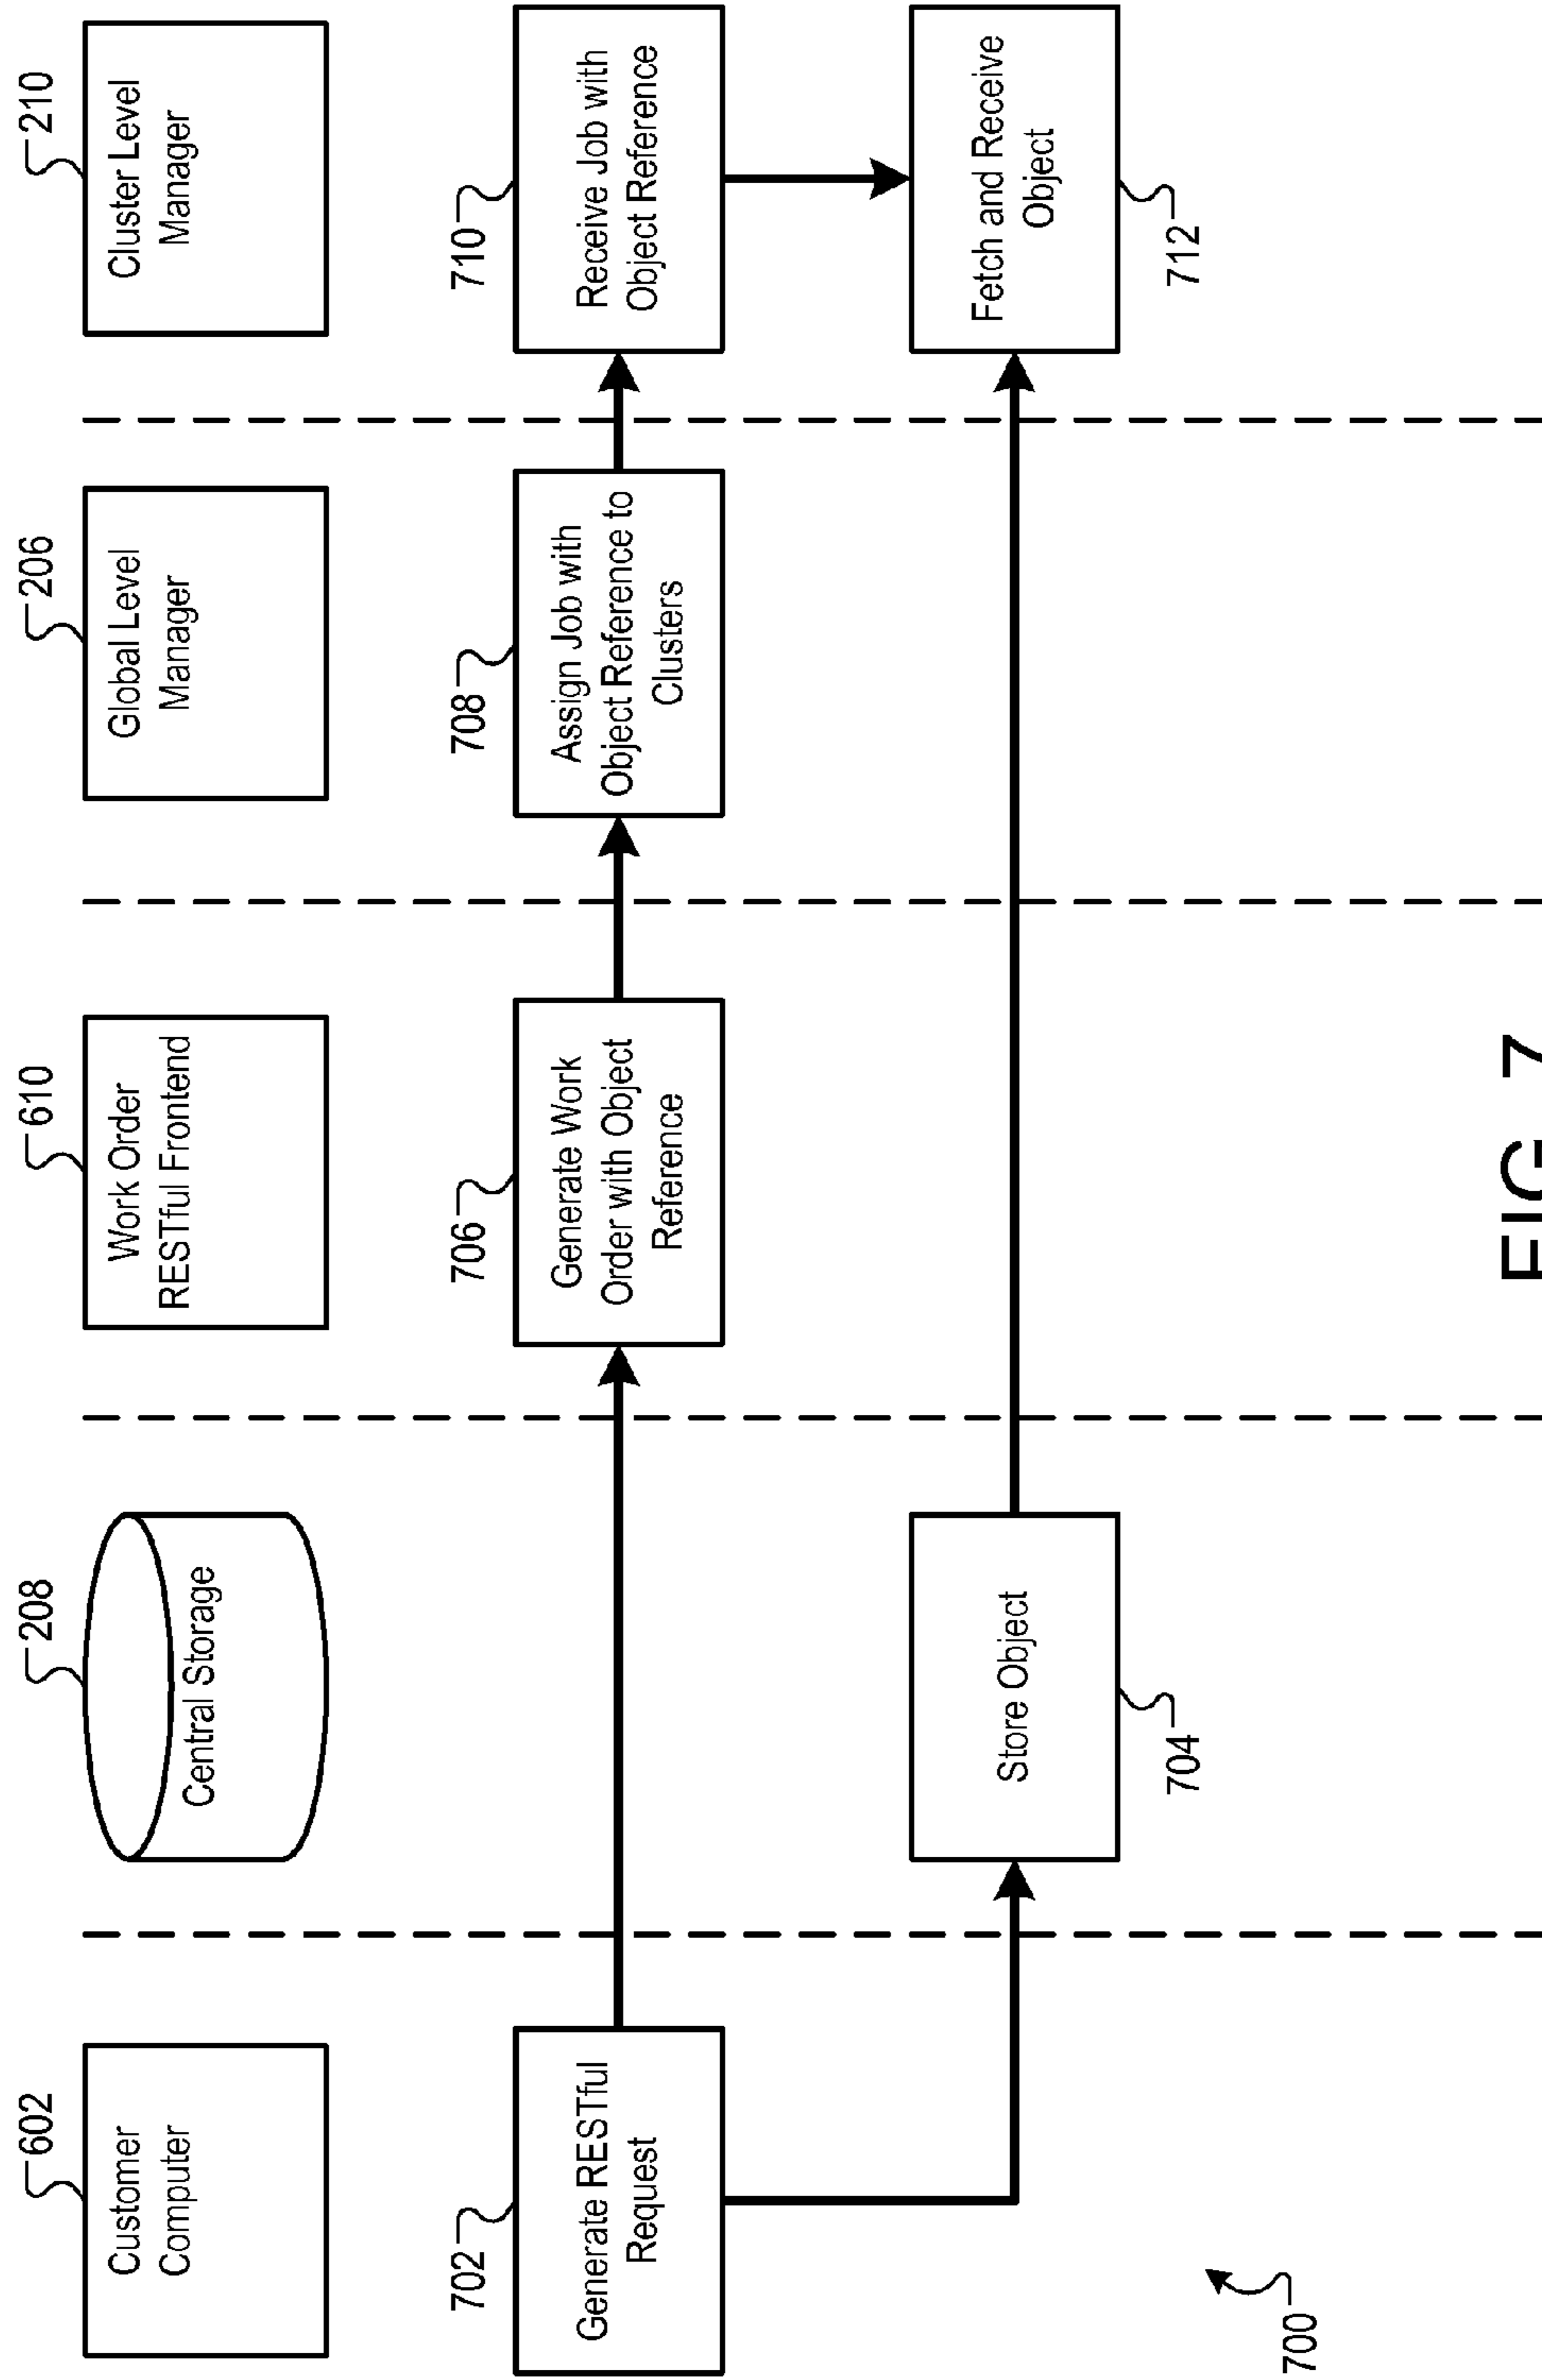 602
Customer
Computer
208
Central Storage
610
Work Order
RESTful Frontend
206
Global Level
Manager
210
Cluster Level
Manager
702
Generate RESTful
Request
706
Generate Work
Order with Object
Reference
708
Assign Job with
Object Reference to
Clusters
710
Receive Job with
Object Reference
Store Object
704
Fetch and Receive
Object
712
700
FIG. 7